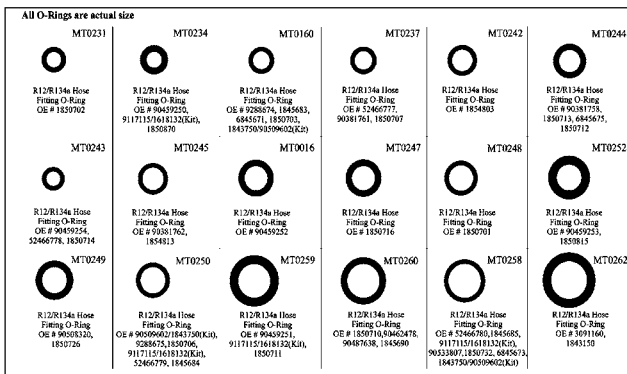 All O-Rings are actual size
MT0231
R12/R134a Hose
Fitting O-Ring
OE # 1850702
MT0234
R12/R134a Hose
Fitting O-Ring
OE # 90459250,
9117115/1618132(Kit),
1850870
MT0160
R12/R134a Hose
Fitting O-Ring
OE # 9288674, 1845683,
6845671, 1850703,
1843750/90509602(Kit)
MT0237
R12/R134a Hose
Fitting O-Ring
OE # 52466777,
90381761, 1850707
MT0242
R12/R134a Hose
Fitting O-Ring
OE # 1854803
MT0244
R12/R134a Hose
Fitting O-Ring
OE # 90381758,
1850713, 6845675,
1850712
MT0243
R12/R134a Hose
Fitting O-Ring
OE # 90459254,
52466778, 1850714
MT0245
R12/R134a Hose
Fitting O-Ring
OE # 90381762,
1854813
MT0016
R12/R134a Hose
Fitting O-Ring
OE # 90459252
MT0247
R12/R134a Hose
Fitting O-Ring
OE # 1850716
MT0248
R12/R134a Hose
Fitting O-Ring
OE # 1850701
MT0252
R12/R134a Hose
Fitting O-Ring
OE # 90459253,
1850815
MT0249
R12/R134a Hose
Fitting O-Ring
OE # 90508320,
1850726
MT0250
R12/R134a Hose
Fitting O-Ring
OE # 90509602/1843750(Kit),
9288675,1850706,
9117115/1618132(Kit),
52466779, 1845684
MT0259
R12/R134a Hose
Fitting O-Ring
OE # 90459251,
9117115/1618132(Kit),
1850711
MT0260
R12/R134a Hose
Fitting O-Ring
OE # 1850710,90462478,
90487638, 1845690
MT0258
R12/R134a Hose
Fitting O-Ring
OE # 52466780,1845685,
9117115/1618132(Kit),
90533807,1850732, 6845673,
1843750/90509602(Kit)
MT0262
R12/R134a Hose
Fitting O-Ring
OE # 3091160,
1843150